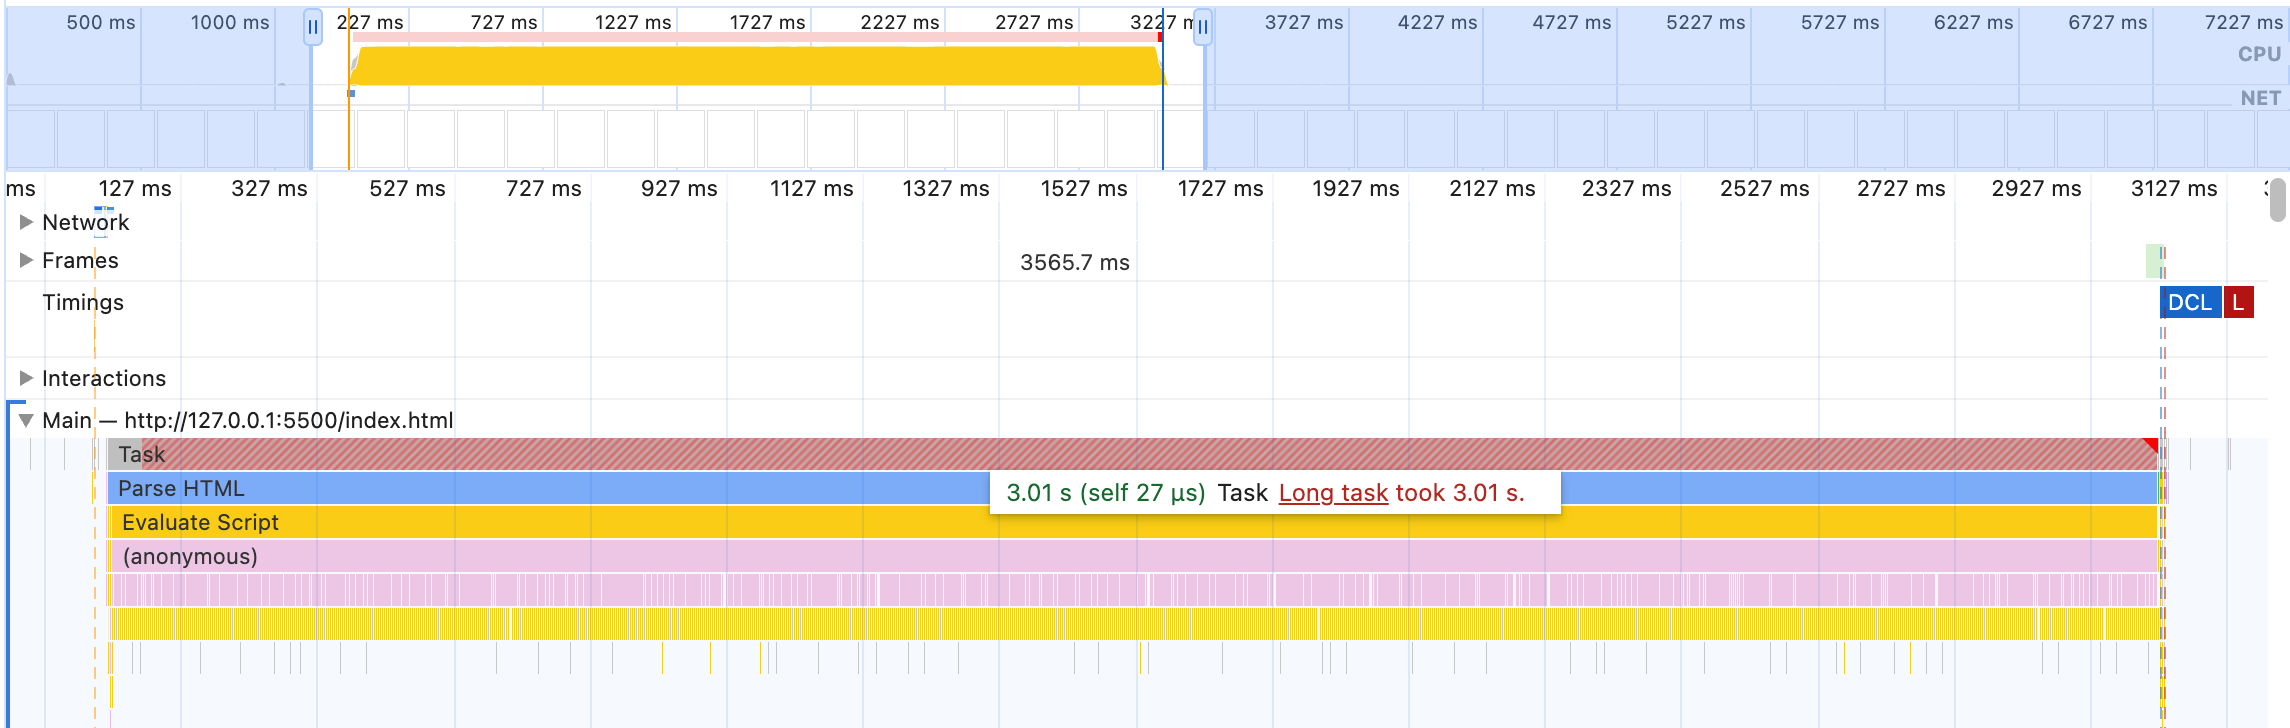 500 ms 1000 ms 227 ms 727 ms 1227 ms 1727 ms 2227 ms 2727 ms 3227 m 3727 ms 4227 ms 4727 ms 5227 ms 5727 ms 6227 ms 6727 ms 7227 ms
CPU
NET
ms 127 ms 327 ms 527 ms 727 ms 927 ms 1127 ms 1327 ms 1527 ms 1727 ms 1927 ms 2127 ms 2327 ms 2527 ms 2727 ms 2927 ms 3127 ms
Network
Frames 3565.7 ms
Timings DCL L
Interactions
Main — http://127.0.0.1:5500/index.html
Task
Parse HTML
3.01 s (self 27 μs) Task Long task took 3.01 s.
Evaluate Script
(anonymous)